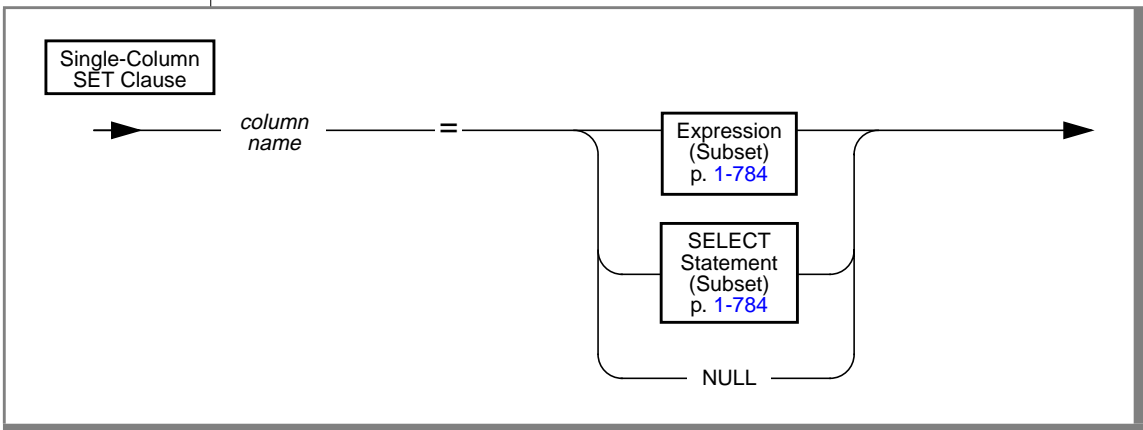 Single-Column
SET Clause
column
name
=
Expression
(Subset)
p. 1-784
SELECT
Statement
(Subset)
p. 1-784
NULL